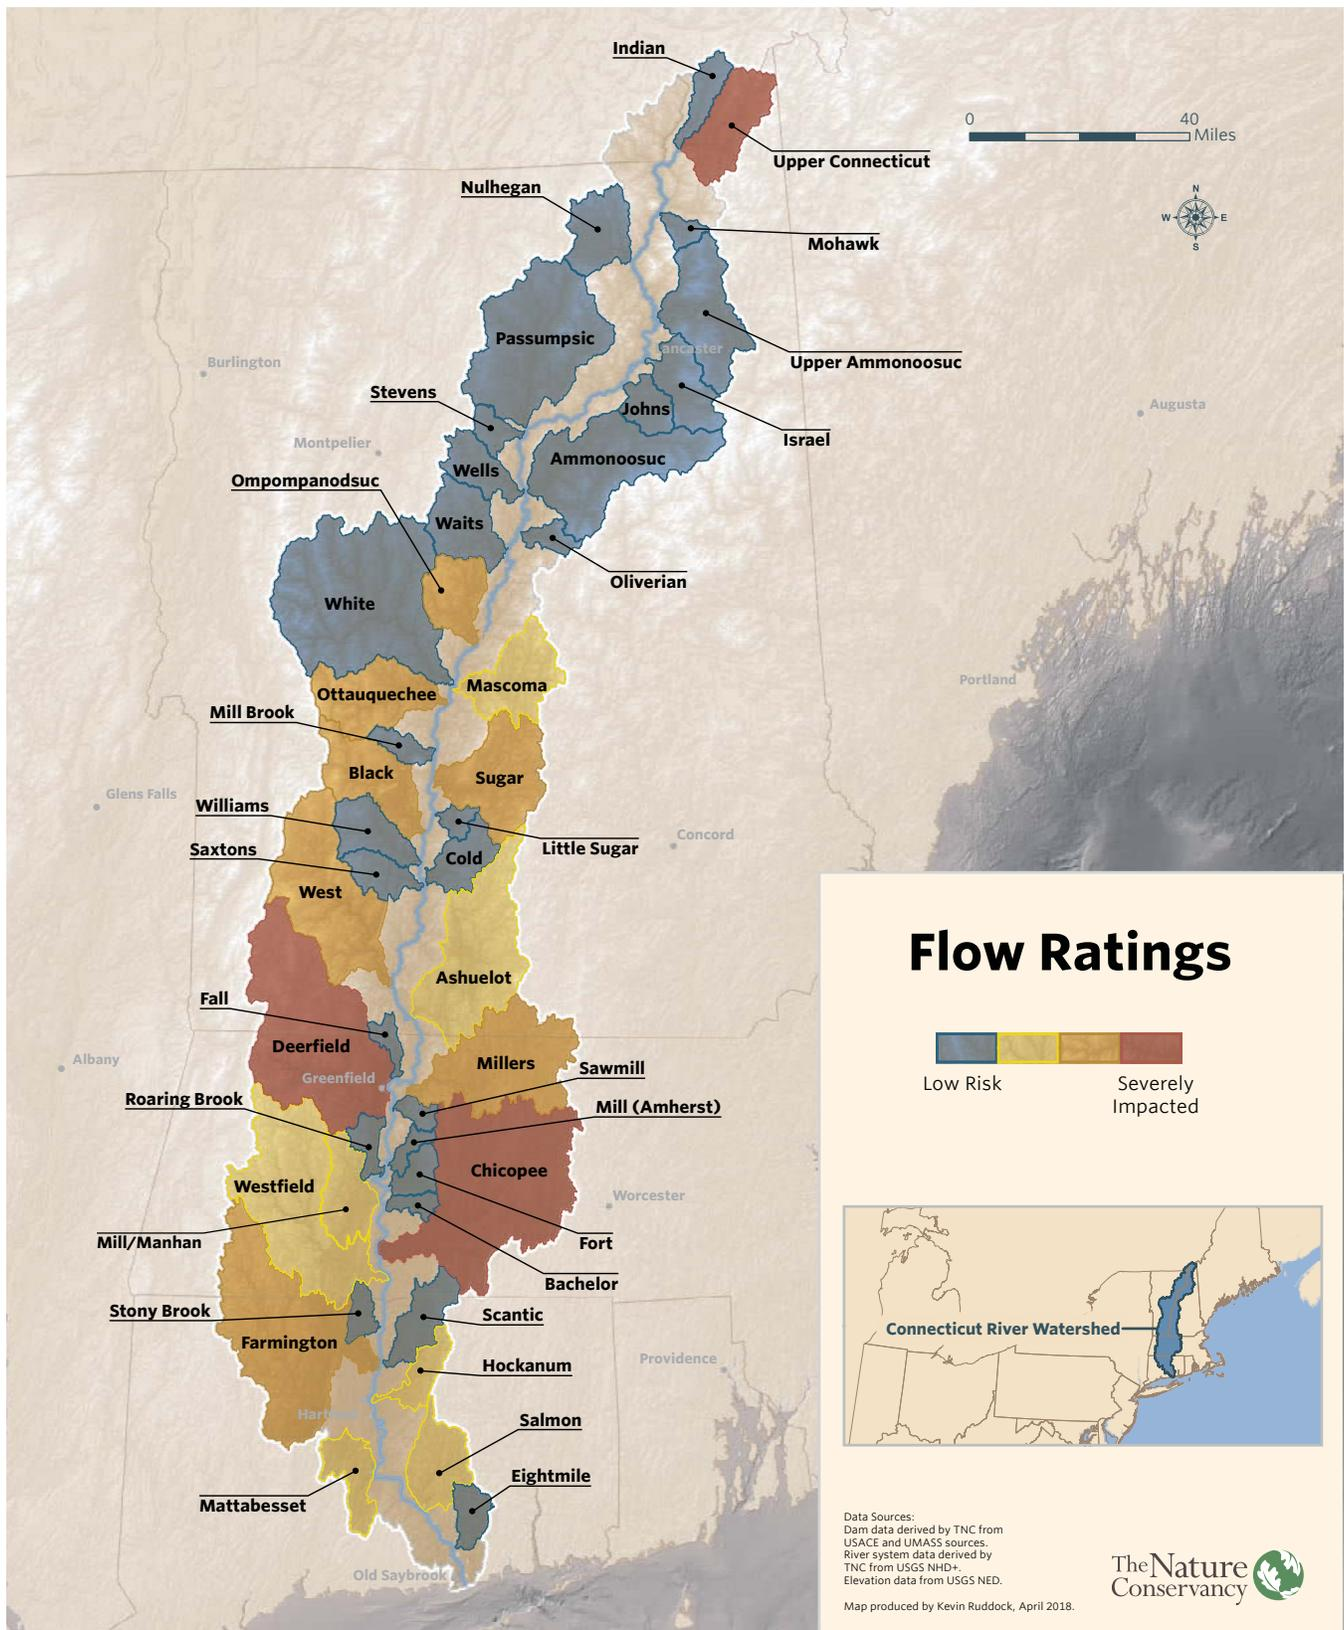 Indian
0 40
Miles
Upper Connecticut
Nulhegan
N
W E
S
Mohawk
Passumpsic
Lancaster
Burlington
Upper Ammonoosuc
Stevens
Johns
Augusta
Israel
Montpelier
Ammonoosuc
Wells
Ompompanodsuc
Waits
Oliverian
White
Portland
Mascoma
Ottauquechee
Mill Brook
Black
Sugar
Glens Falls
Williams
Concord
Little Sugar
Saxtons
Cold
West
Flow Ratings
Ashuelot
Fall
Deerfield
Albany
Millers
Sawmill
Greenfield
Low Risk
Severely
Impacted
Roaring Brook
Mill (Amherst)
Chicopee
Westfield
Worcester
Mill/Manhan
Fort
Bachelor
Stony Brook
Scantic
Farmington
Connecticut River Watershed
Hockanum
Providence
Hartford
Salmon
Eightmile
Mattabesset
Old Saybrook
Data Sources:
Dam data derived by TNC from
USACE and UMASS sources.
River system data derived by
TNC from USGS NHD+.
Elevation data from USGS NED.
Map produced by Kevin Ruddock, April 2018.
The Nature
Conservancy